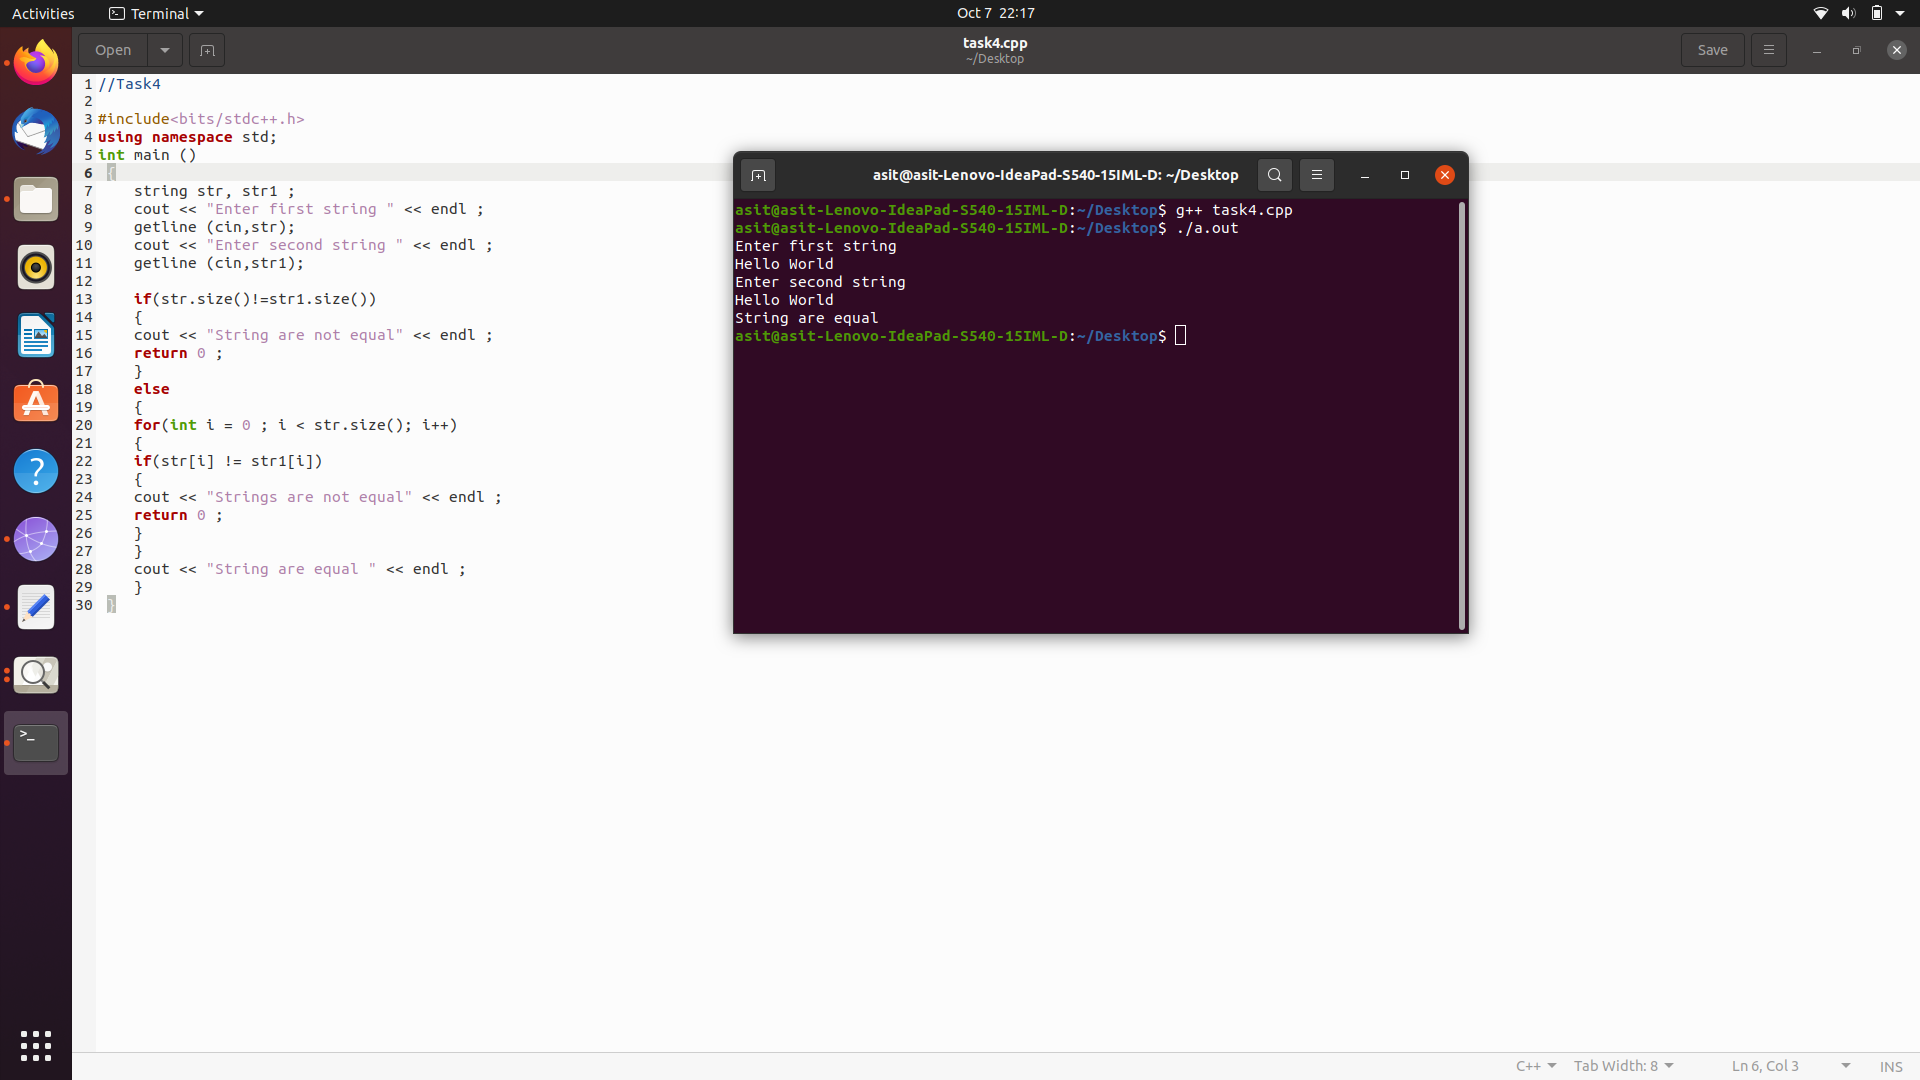 Activities Terminal Oct 7 22:17
Open task4.cpp Save
~/Desktop
1 //Task4
2
3 #include<bits/stdc++.h>
4 using namespace std;
5 int main ()
6 {
7 string str, str1 ;
8 cout << "Enter first string " << endl ;
9 getline (cin,str);
10 cout << "Enter second string " << endl ;
11 getline (cin,str1);
12
13 if(str.size()!=str1.size())
14 {
15 cout << "String are not equal" << endl ;
16 return 0 ;
17 }
18 else
19 {
20 for(int i = 0 ; i < str.size(); i++)
21 {
22 if(str[i] != str1[i])
23 {
24 cout << "Strings are not equal" << endl ;
25 return 0 ;
26 }
27 }
28 cout << "String are equal " << endl ;
29 }
30 }
asit@asit-Lenovo-IdeaPad-S540-15IML-D: ~/Desktop
asit@asit-Lenovo-IdeaPad-S540-15IML-D:~/Desktop$ g++ task4.cpp
asit@asit-Lenovo-IdeaPad-S540-15IML-D:~/Desktop$ ./a.out
Enter first string
Hello World
Enter second string
Hello World
String are equal
asit@asit-Lenovo-IdeaPad-S540-15IML-D:~/Desktop$
C++ Tab Width: 8 Ln 6, Col 3 INS